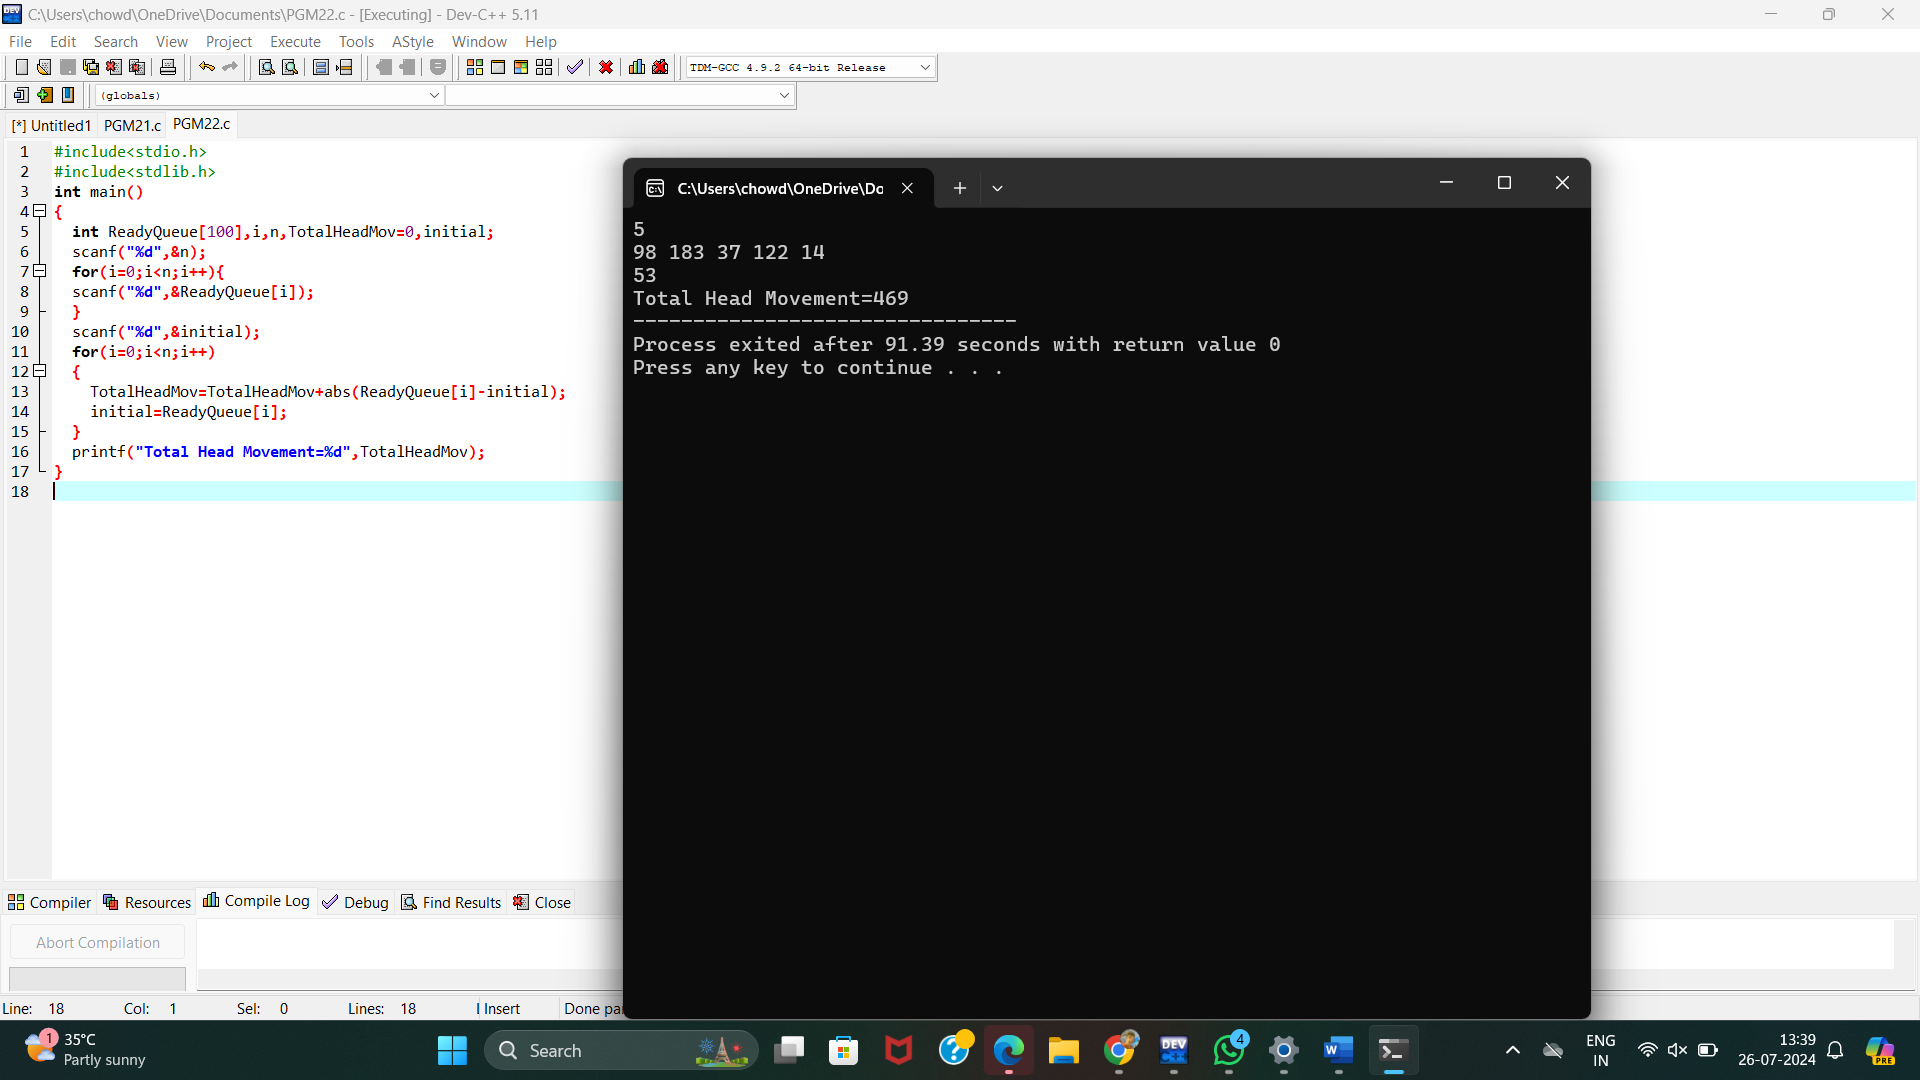 C:\Users\chowd\OneDrive\Documents\PGM22.c - [Executing] - Dev-C++ 5.11
File Edit Search View Project Execute Tools AStyle Window Help
TDM-GCC 4.9.2 64-bit Release
(globals)
[*] Untitled1 PGM21.c PGM22.c
1 #include<stdio.h>
2 #include<stdlib.h>
3 int main()
4 {
5 int ReadyQueue[100],i,n,TotalHeadMov=0,initial;
6 scanf("%d",&n);
7 for(i=0;i<n;i++){
8 scanf("%d",&ReadyQueue[i]);
9 }
10 scanf("%d",&initial);
11 for(i=0;i<n;i++)
12 {
13 TotalHeadMov=TotalHeadMov+abs(ReadyQueue[i]-initial);
14 initial=ReadyQueue[i];
15 }
16 printf("Total Head Movement=%d",TotalHeadMov);
17 }
18
C:\Users\chowd\OneDrive\Do
5
98 183 37 122 14
53
Total Head Movement=469
--------------------------------
Process exited after 91.39 seconds with return value 0
Press any key to continue . . .
Compiler Resources Compile Log Debug Find Results Close
Abort Compilation
Line: 18 Col: 1 Sel: 0 Lines: 18 Insert Done pa
1 35°C
Partly sunny
Search
DEV
4
ENG
IN
13:39
26-07-2024
PRE